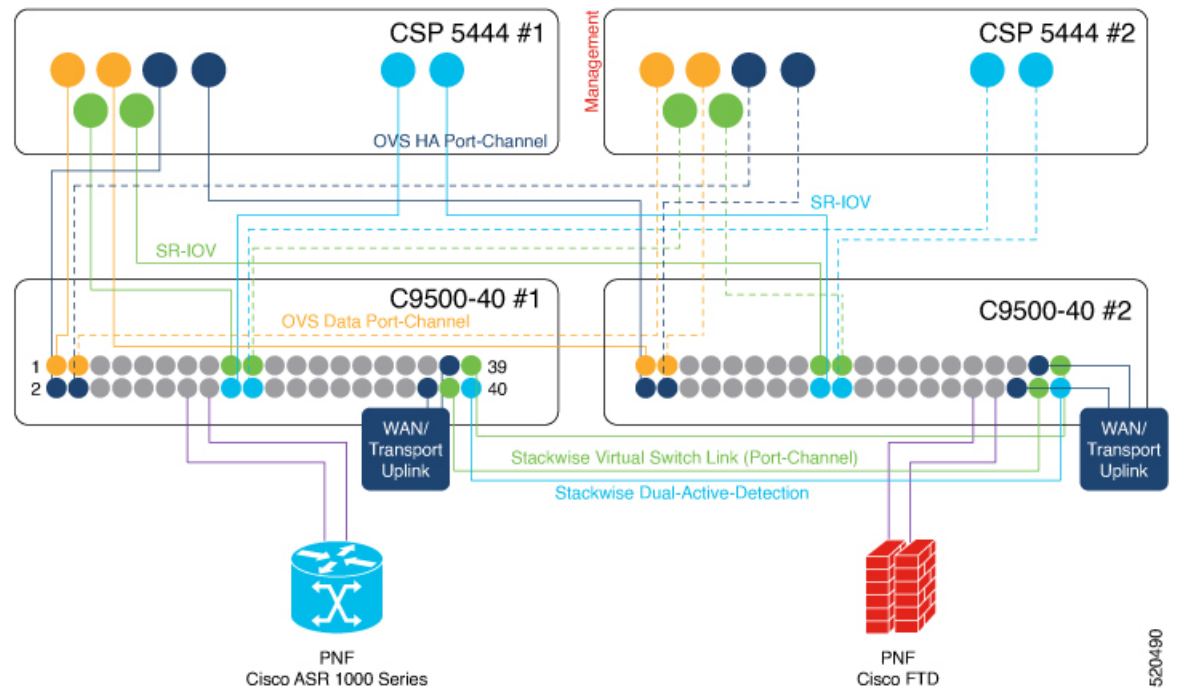 CSP 5444 #1
CSP 5444 #2
Management
OVS HA Port-Channel
SR-IOV
SR-IOV
C9500-40 #1
C9500-40 #2
OVS Data Port-Channel
1
39
2
40
WAN/
Transport
Uplink
WAN/
Transport
Uplink
Stackwise Virtual Switch Link (Port-Channel)
Stackwise Dual-Active-Detection
PNF
Cisco ASR 1000 Series
PNF
Cisco FTD
520490